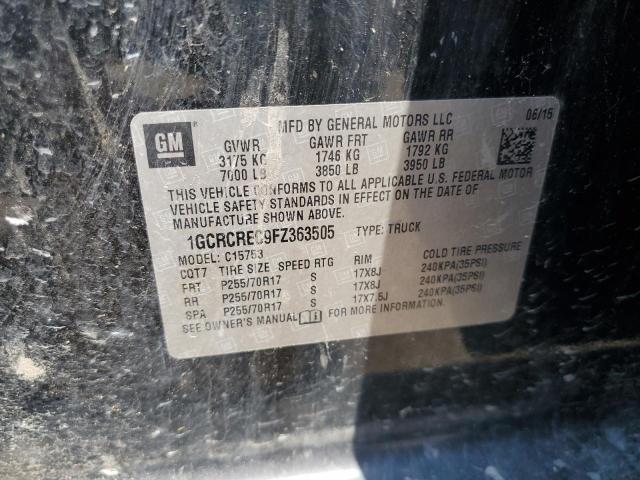 GM
MFD BY GENERAL MOTORS LLC 06/15
GVWR GAWR FRT GAWR RR
3175 KG 1746 KG 1792 KG
7000 LB 3850 LB 3950 LB
THIS VEHICLE CONFORMS TO ALL APPLICABLE U.S. FEDERAL MOTOR
VEHICLE SAFETY STANDARDS IN EFFECT ON THE DATE OF
MANUFACTURE SHOWN ABOVE.
1GCRCREC9FZ363505 TYPE: TRUCK
MODEL: C15753
CQT7 TIRE SIZE SPEED RTG RIM COLD TIRE PRESSURE
FRT P255/70R17 S 17X8J 240KPA(35PSI)
RR P255/70R17 S 17X8J 240KPA(35PSI)
SPA P255/70R17 S 17X7.5J 240KPA(35PSI)
SEE OWNER'S MANUAL FOR MORE INFORMATION.